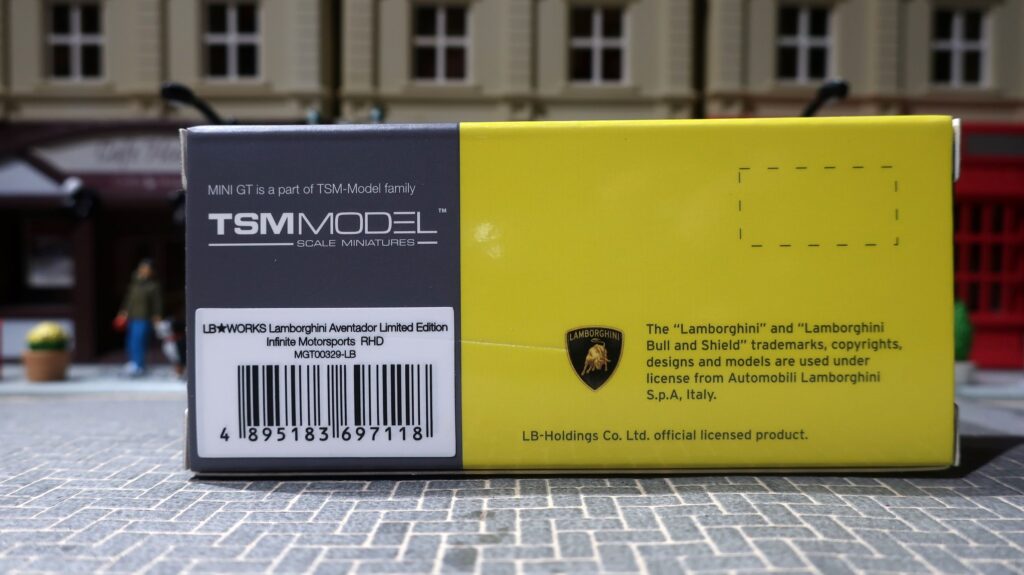 MINI GT is a part of TSM-Model family
TSMMODEL™
SCALE MINIATURES
LB★WORKS Lamborghini Aventador Limited Edition
Infinite Motorsports RHD
MGT00329-LB
4 895183 697118
LAMBORGHINI
The “Lamborghini” and “Lamborghini
Bull and Shield” trademarks, copyrights,
designs and models are used under
license from Automobili Lamborghini
S.p.A, Italy.
LB-Holdings Co. Ltd. official licensed product.